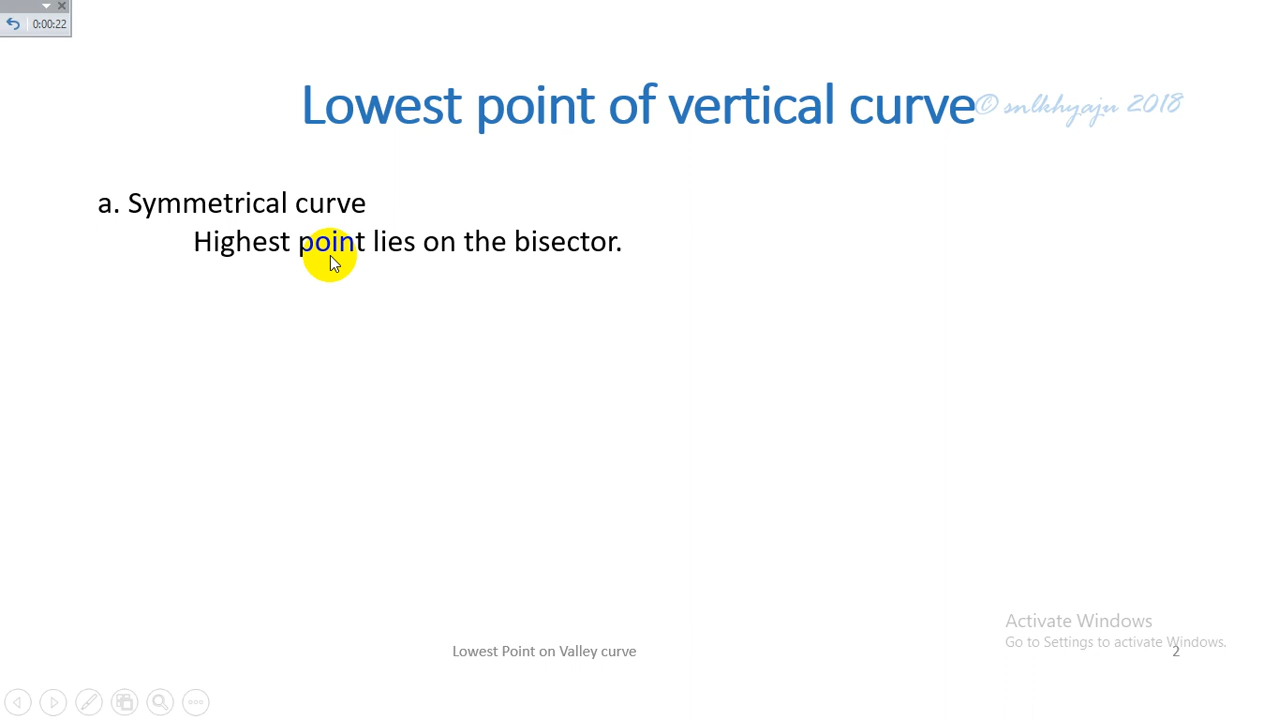 0:00:22
Lowest point of vertical curve
© snlkhyaju 2018
a. Symmetrical curve
Highest point lies on the bisector.
Activate Windows
Go to Settings to activate Windows.
Lowest Point on Valley curve
2